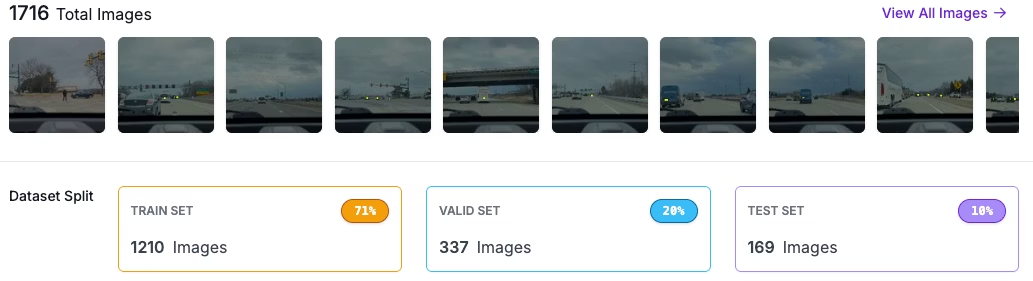 1716 Total Images
View All Images →
Dataset Split
TRAIN SET
71%
1210 Images
VALID SET
20%
337 Images
TEST SET
10%
169 Images